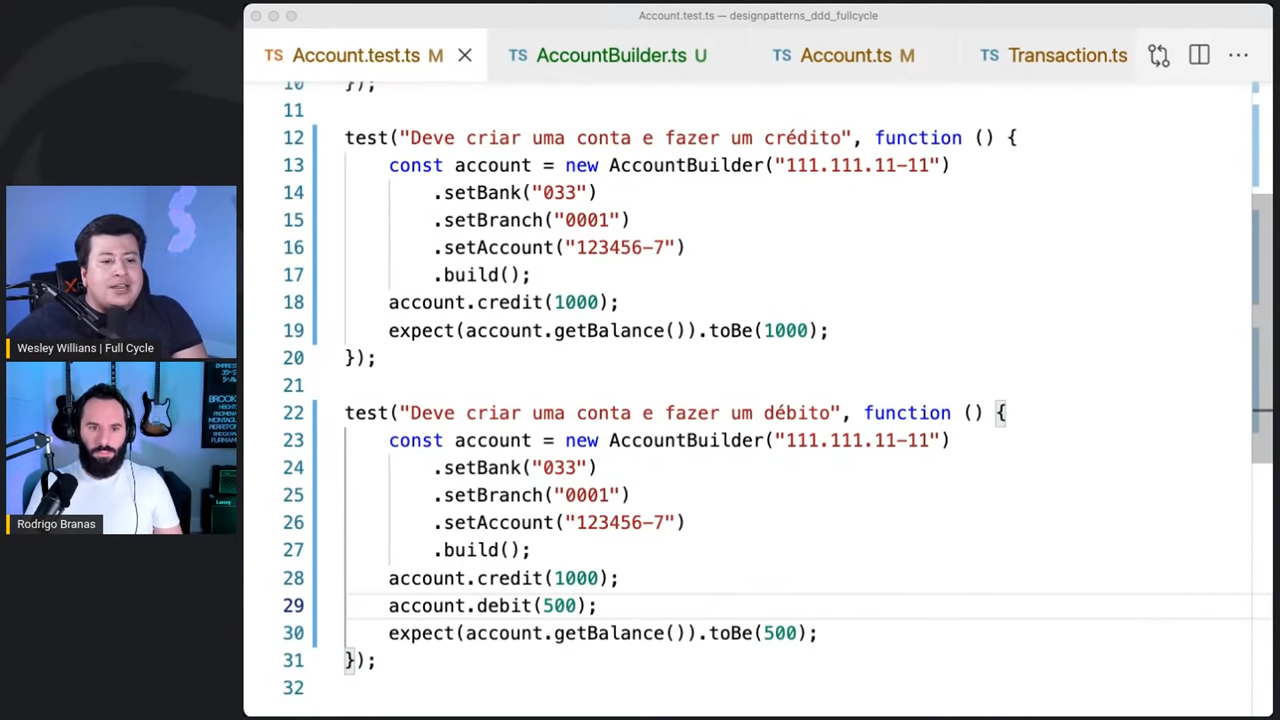 Account.test.ts — designpatterns_ddd_fullcycle
TS Account.test.ts M
TS AccountBuilder.ts U
TS Account.ts M
TS Transaction.ts
10 });
11
12 test("Deve criar uma conta e fazer um crédito", function () {
13 const account = new AccountBuilder("111.111.11-11")
14 .setBank("033")
15 .setBranch("0001")
16 .setAccount("123456-7")
17 .build();
18 account.credit(1000);
19 expect(account.getBalance()).toBe(1000);
20 });
21
22 test("Deve criar uma conta e fazer um débito", function () {
23 const account = new AccountBuilder("111.111.11-11")
24 .setBank("033")
25 .setBranch("0001")
26 .setAccount("123456-7")
27 .build();
28 account.credit(1000);
29 account.debit(500);
30 expect(account.getBalance()).toBe(500);
31 });
32
Wesley Willians | Full Cycle
BROOK
Rodrigo Branas